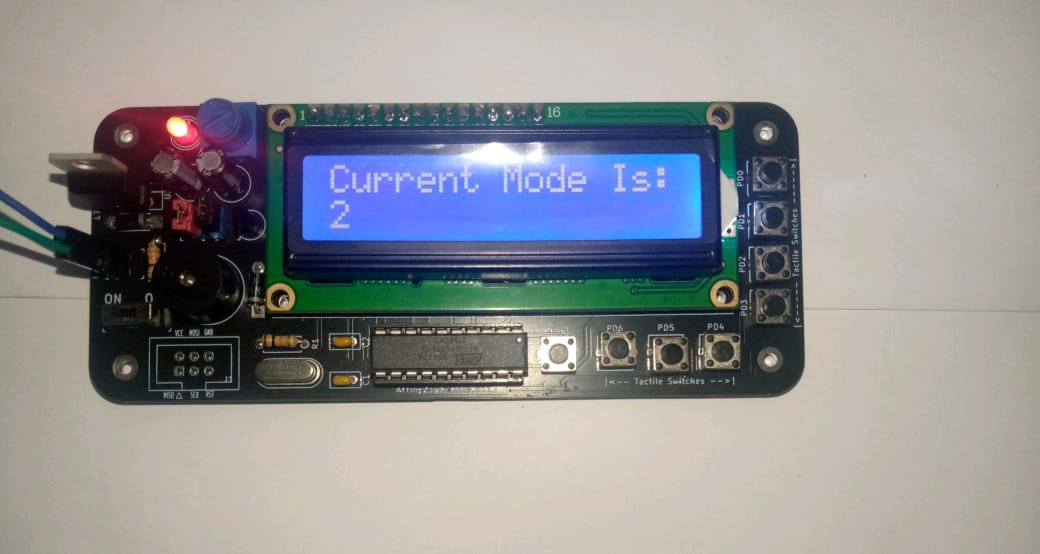 1 16
Current Mode Is:
2
PD0
PD1
PD2
PD3
|<--- Tactile Switches --->|
ON
VCC MOSI GND
MISO SCK RST
R1
ATMEL
PD6 PD5 PD4
|<--- Tactile Switches -->|